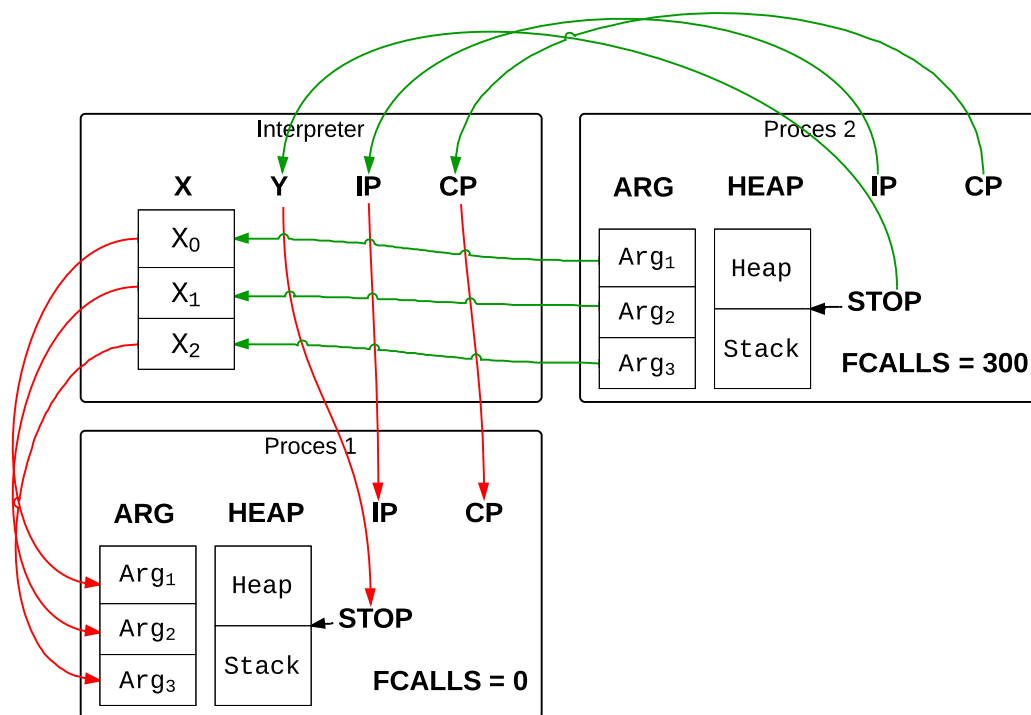 Interpreter
X Y IP CP
X0
X1
X2
Proces 2
ARG HEAP IP CP
Arg1
Arg2
Arg3
Heap
Stack
STOP
FCALLS = 300
Proces 1
ARG HEAP IP CP
Arg1
Arg2
Arg3
Heap
Stack
STOP
FCALLS = 0